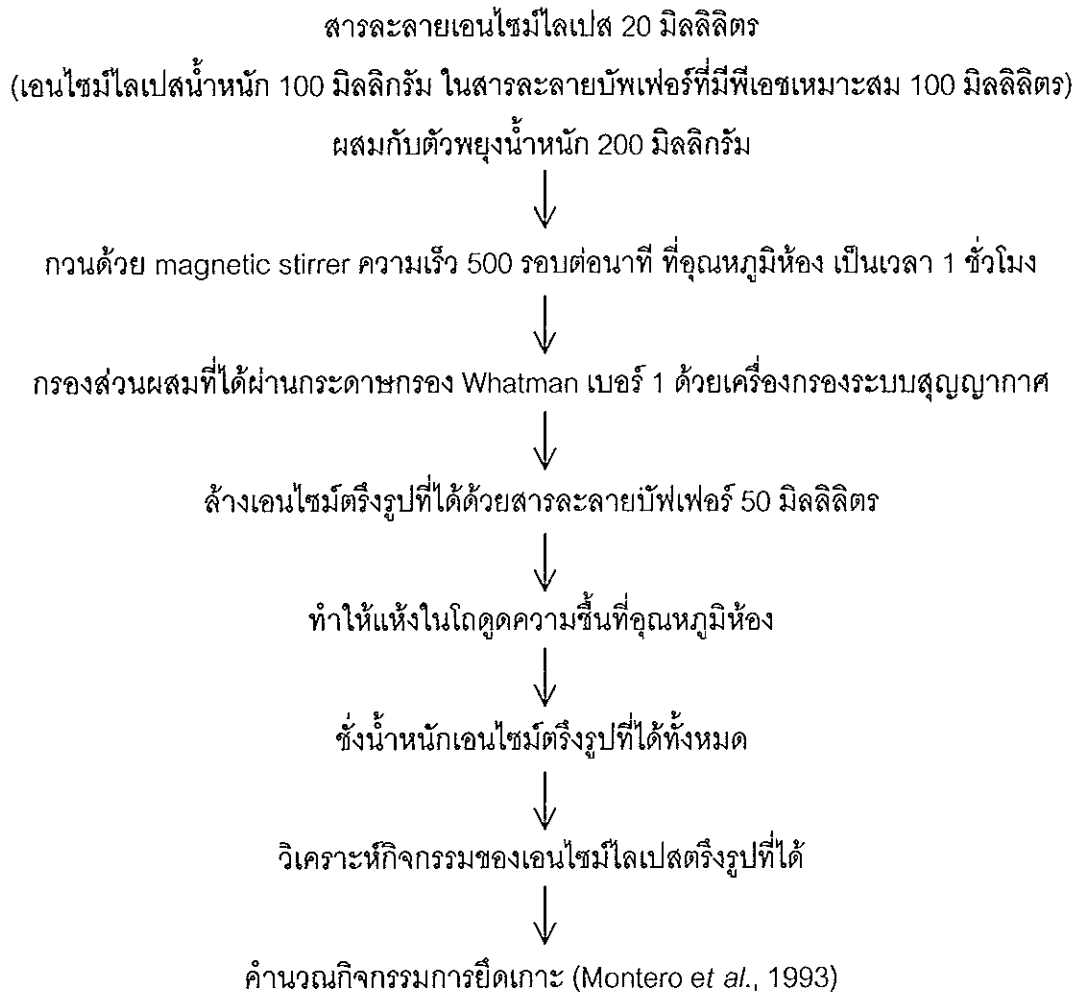 สารละลายเอนไซม์ไลเปส 20 มิลลิลิตร
(เอนไซม์ไลเปสน้ำหนัก 100 มิลลิกรัม ในสารละลายบัพเฟอร์ที่มีพีเอชเหมาะสม 100 มิลลิลิตร)
ผสมกับตัวพยุงน้ำหนัก 200 มิลลิกรัม
กวนด้วย magnetic stirrer ความเร็ว 500 รอบต่อนาที ที่อุณหภูมิห้อง เป็นเวลา 1 ชั่วโมง
กรองส่วนผสมที่ได้ผ่านกระดาษกรอง Whatman เบอร์ 1 ด้วยเครื่องกรองระบบสุญญากาศ
ล้างเอนไซม์ตรึงรูปที่ได้ด้วยสารละลายบัฟเฟอร์ 50 มิลลิลิตร
ทำให้แห้งในโถดูดความชื้นที่อุณหภูมิห้อง
ชั่งน้ำหนักเอนไซม์ตรึงรูปที่ได้ทั้งหมด
วิเคราะห์กิจกรรมของเอนไซม์ไลเปสตรึงรูปที่ได้
คำนวณกิจกรรมการยึดเกาะ (Montero et al., 1993)